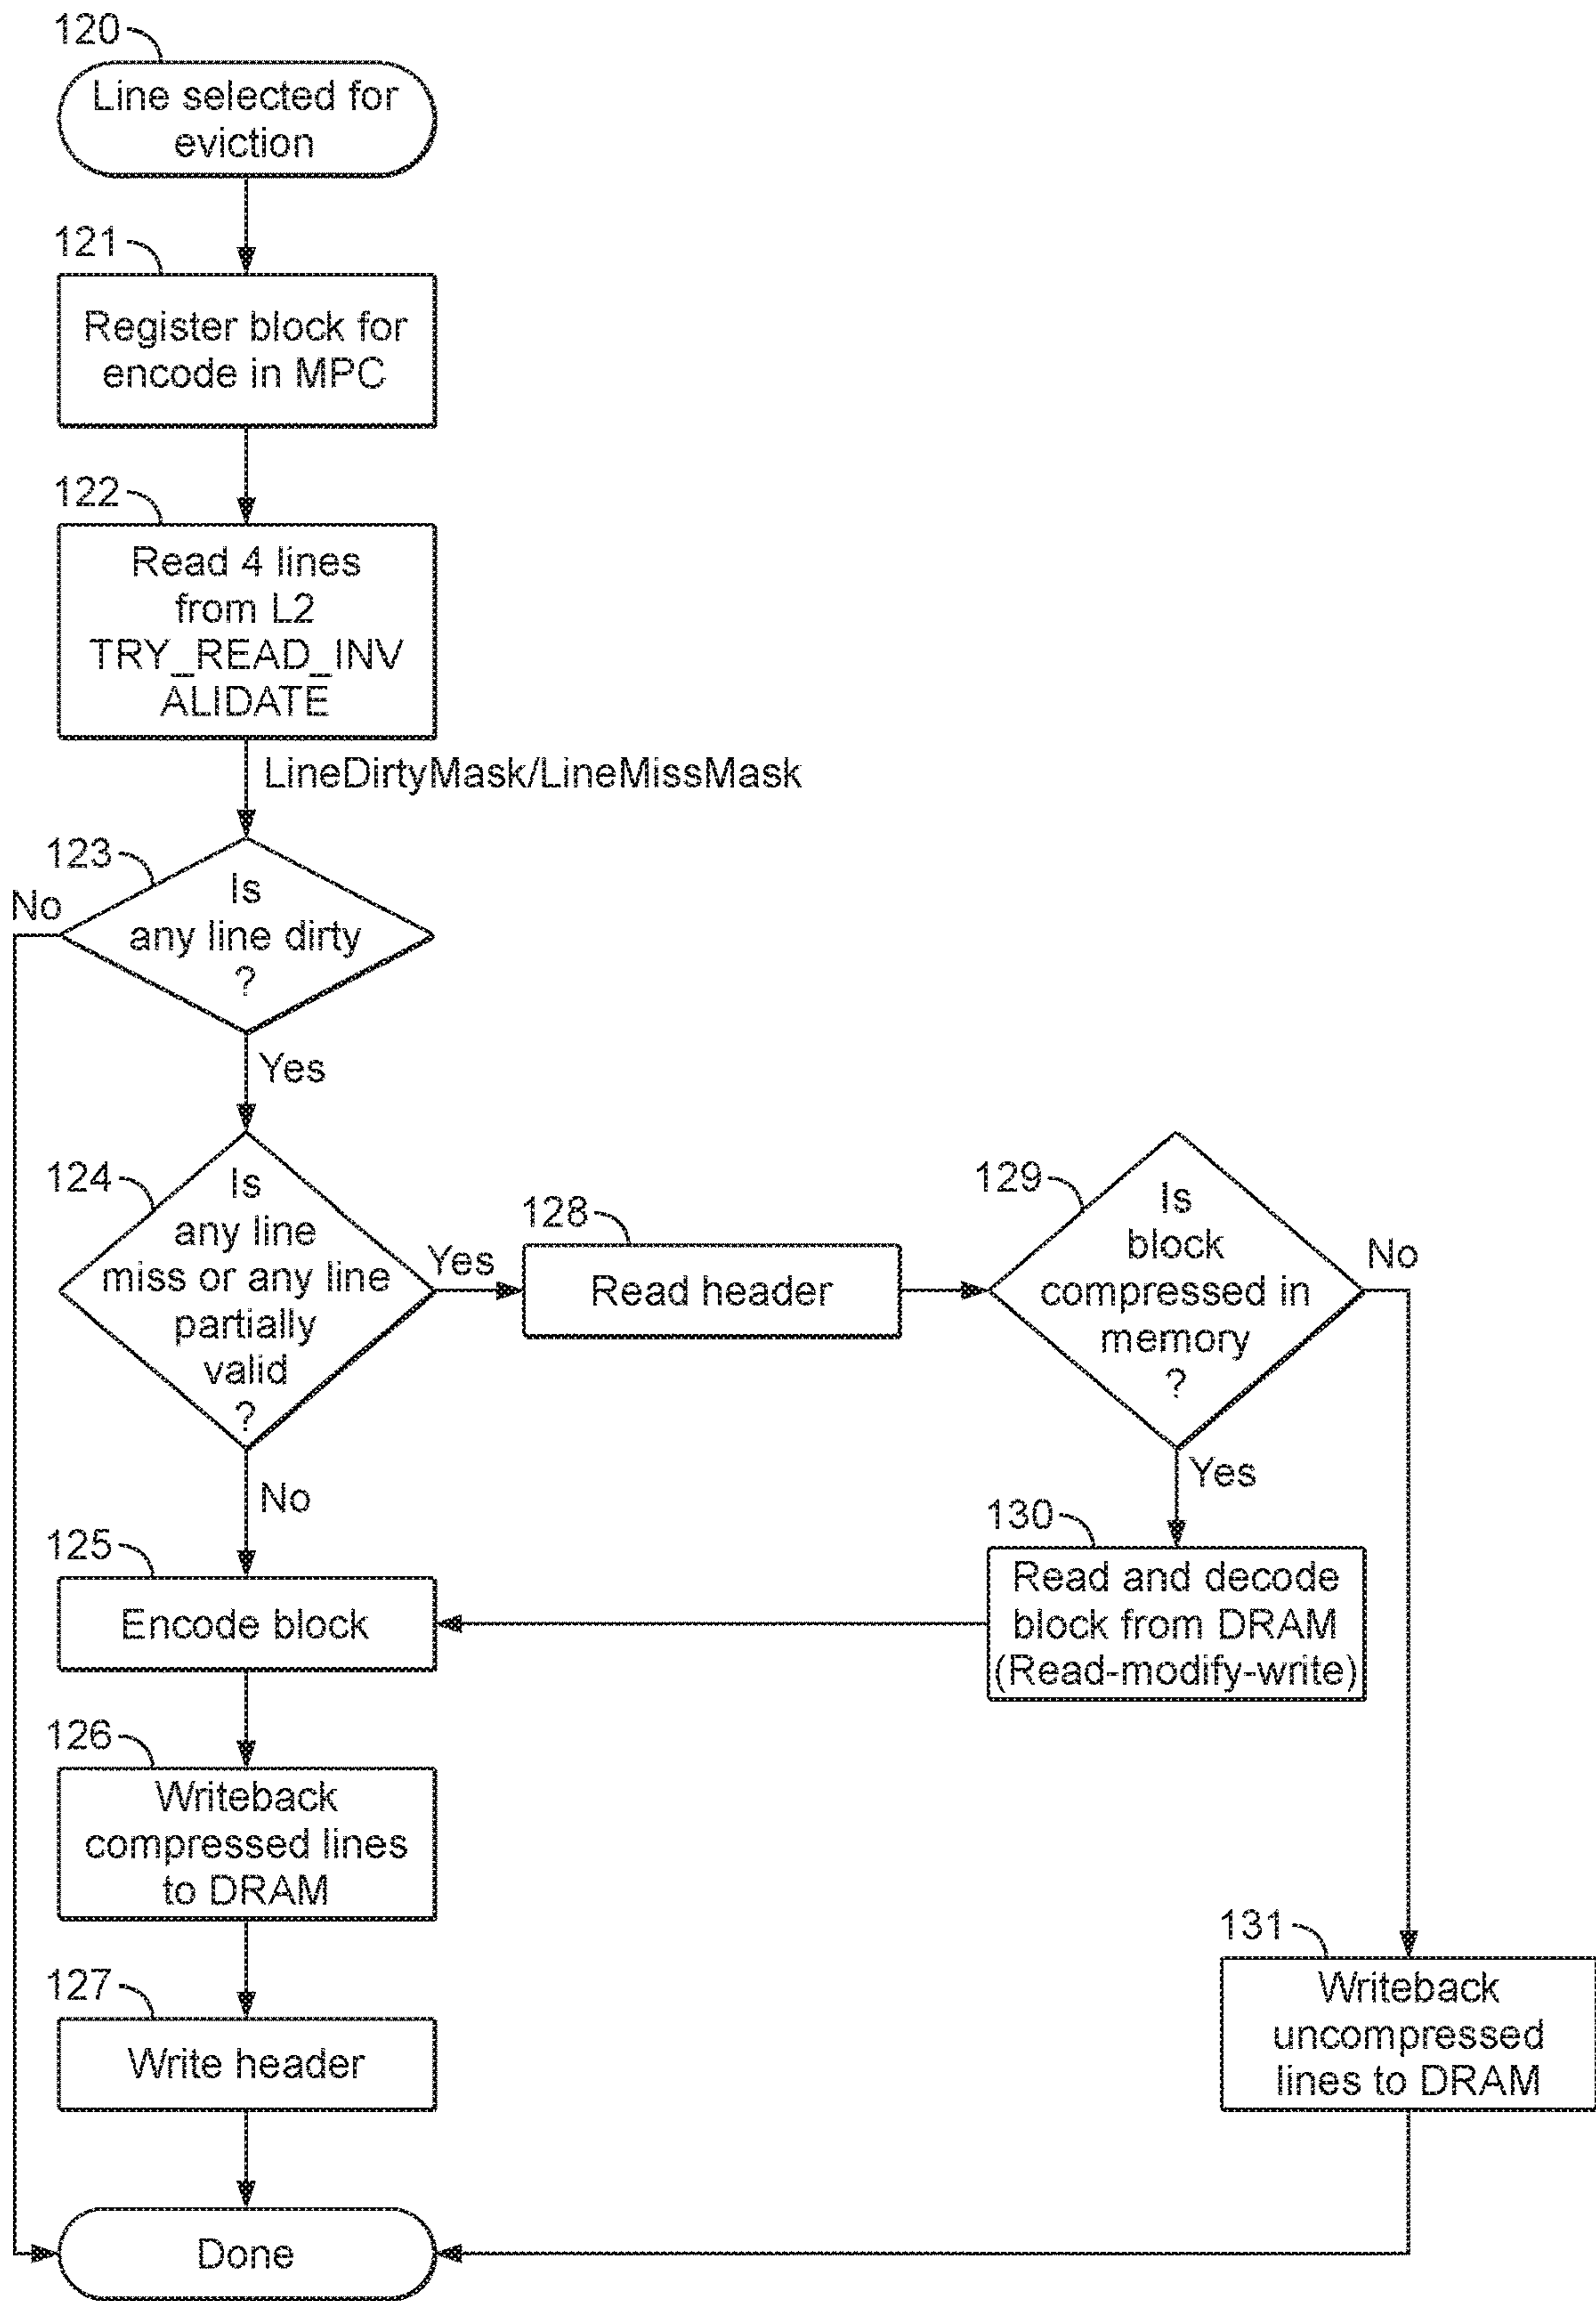 120
Line selected for
eviction
121
Register block for
encode in MPC
122
Read 4 lines
from L2
TRY_READ_INV
ALIDATE
LineDirtyMask/LineMissMask
123
No
Is
any line dirty
?
Yes
124
Is
any line
miss or any line
partially
valid
?
Yes
128
Read header
129
Is
block
compressed in
memory
?
No
Yes
No
130
Read and decode
block from DRAM
(Read-modify-write)
125
Encode block
126
Writeback
compressed lines
to DRAM
131
Writeback
uncompressed
lines to DRAM
127
Write header
Done